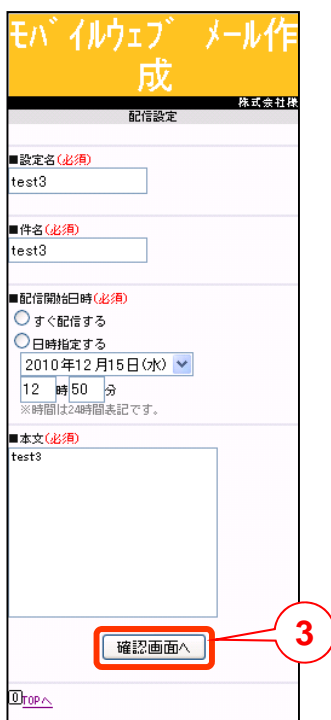 モバイルウェブ メール作
成
株式会社様
配信設定
■設定名(必須)
test3
■件名(必須)
test3
■配信開始日時(必須)
すぐ配信する
日時指定する
2010年12月15日(水)
12 時 50 分
※時間は24時間表記です。
■本文(必須)
test3
確認画面へ
3
0TOPへ